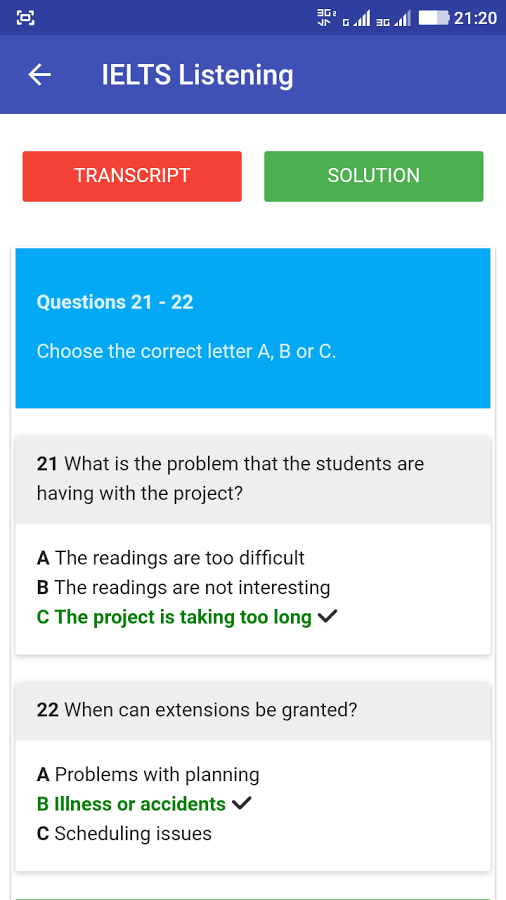 21:20
IELTS Listening
TRANSCRIPT
SOLUTION
Questions 21 - 22
Choose the correct letter A, B or C.
21 What is the problem that the students are
having with the project?
A The readings are too difficult
B The readings are not interesting
C The project is taking too long
22 When can extensions be granted?
A Problems with planning
B Illness or accidents
C Scheduling issues